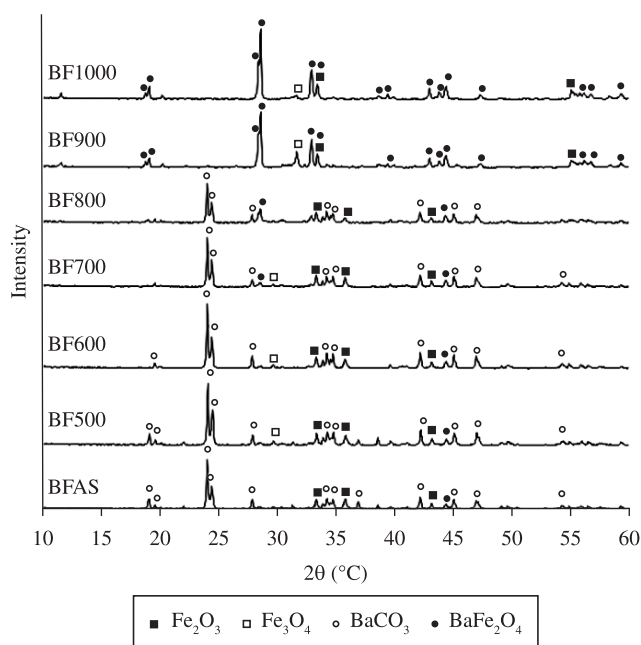 BF1000
BF900
BF800
BF700
BF600
BF500
BFAS
Intensity
10 15 20 25 30 35 40 45 50 55 60
2θ (°C)
■ Fe₂O₃ □ Fe₃O₄ ○ BaCO₃ ● BaFe₂O₄